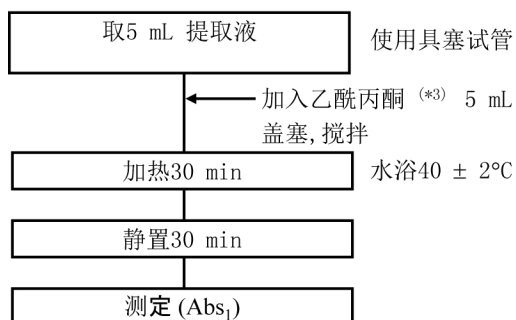 取5 mL 提取液
使用具塞试管
加入乙酰丙酮 (*3) 5 mL
盖塞,搅拌
加热30 min
水浴40 ± 2°C
静置30 min
测定 (Abs₁)